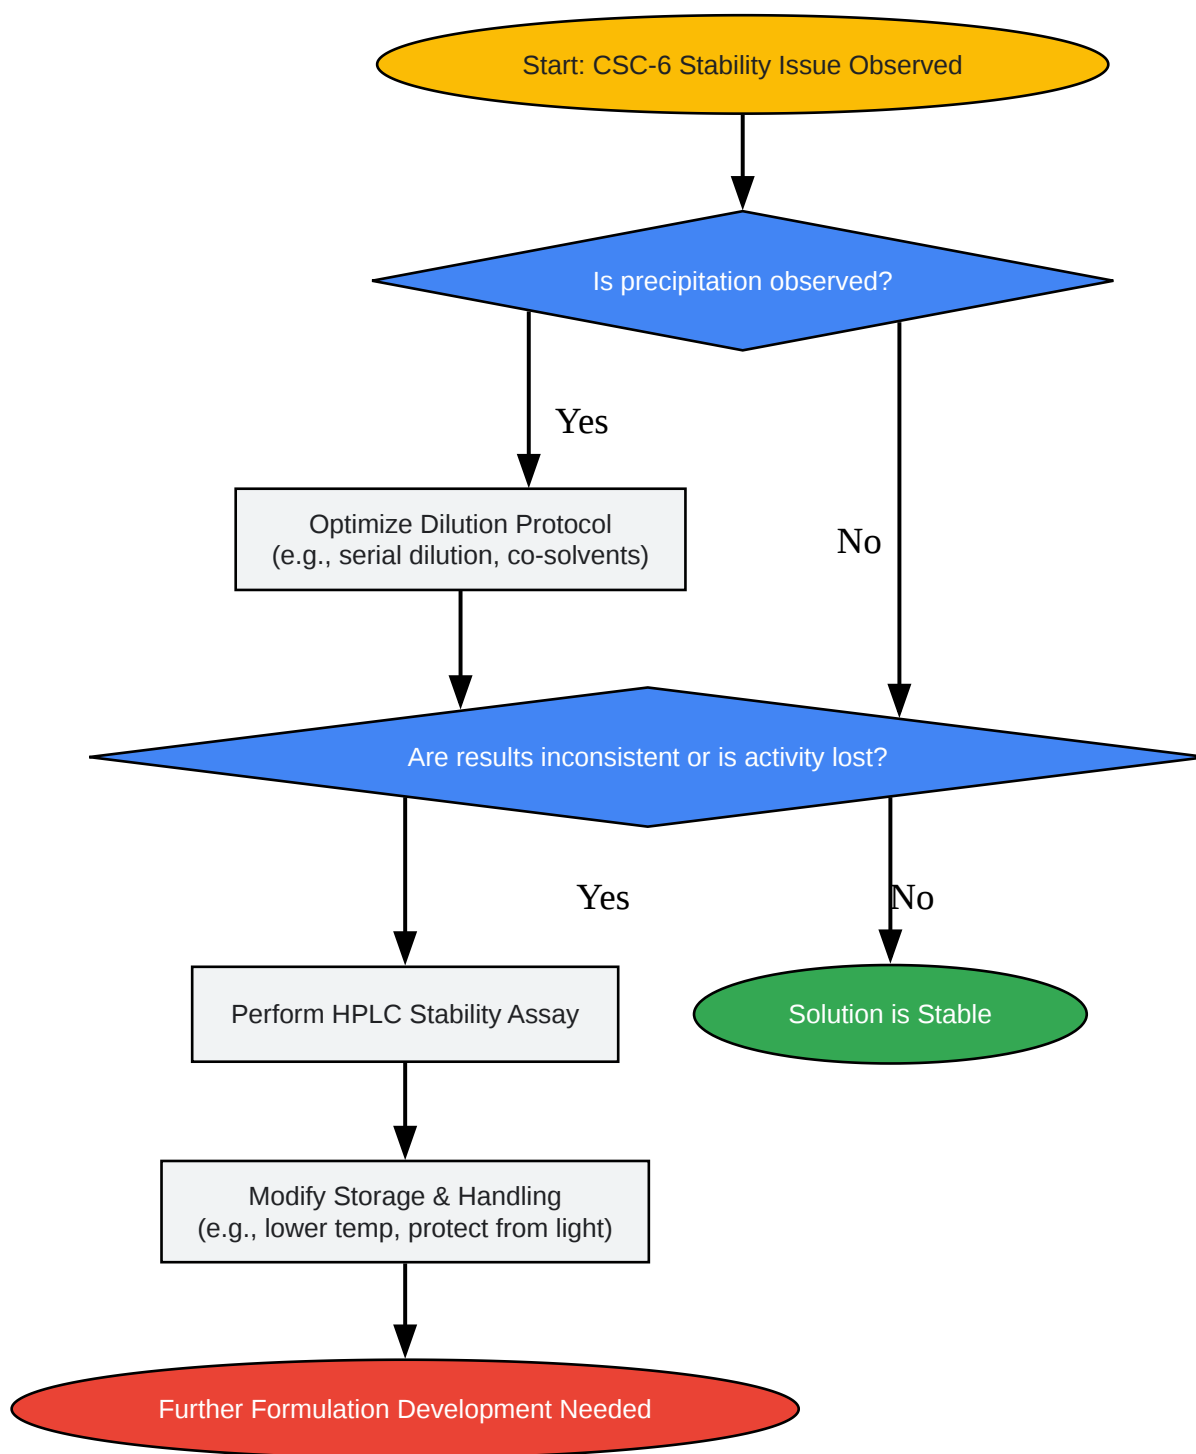 Start: CSC-6 Stability Issue Observed
Is precipitation observed?
Yes
Optimize Dilution Protocol
(e.g., serial dilution, co-solvents)
No
Are results inconsistent or is activity lost?
Yes
No
Perform HPLC Stability Assay
Solution is Stable
Modify Storage & Handling
(e.g., lower temp, protect from light)
Further Formulation Development Needed